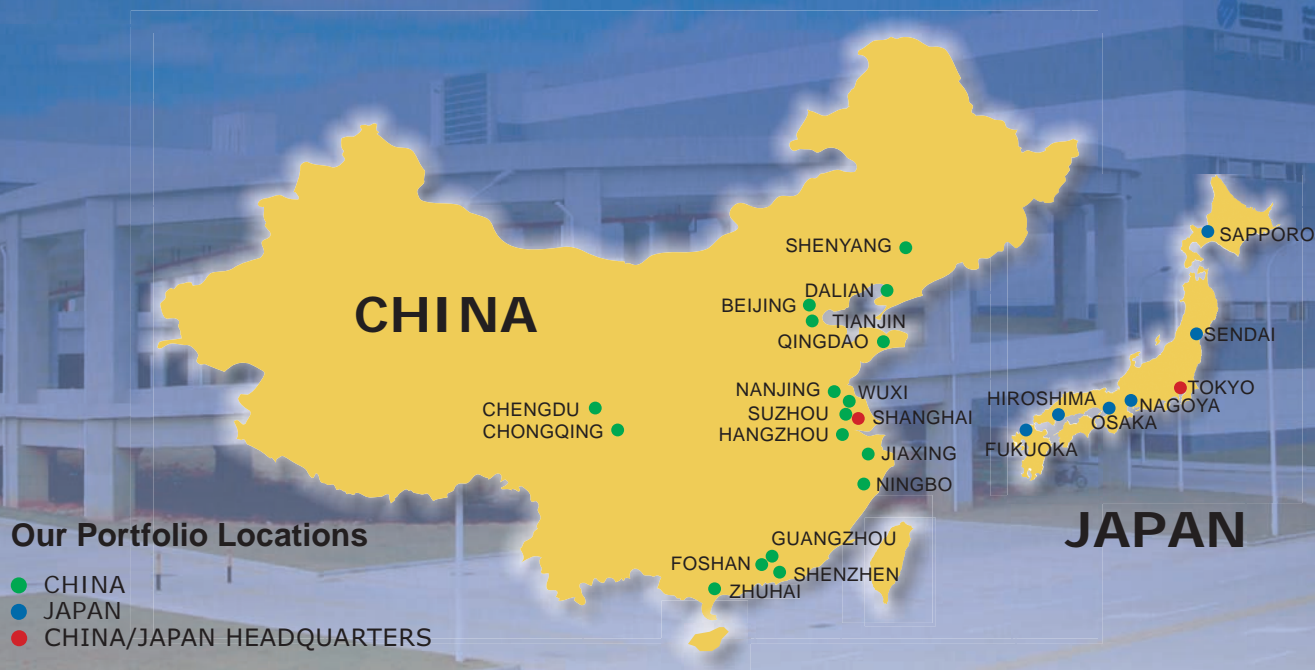 SHENYANG
SAPPORO
DALIAN
BEIJING
CHINA
TIANJIN
SENDAI
QINGDAO
NANJING
WUXI
TOKYO
HIROSHIMA
NAGOYA
CHENGDU
SUZHOU
SHANGHAI
OSAKA
CHONGQING
HANGZHOU
FUKUOKA
JIAXING
NINGBO
Our Portfolio Locations
JAPAN
GUANGZHOU
FOSHAN
SHENZHEN
ZHUHAI
CHINA
JAPAN
CHINA/JAPAN HEADQUARTERS